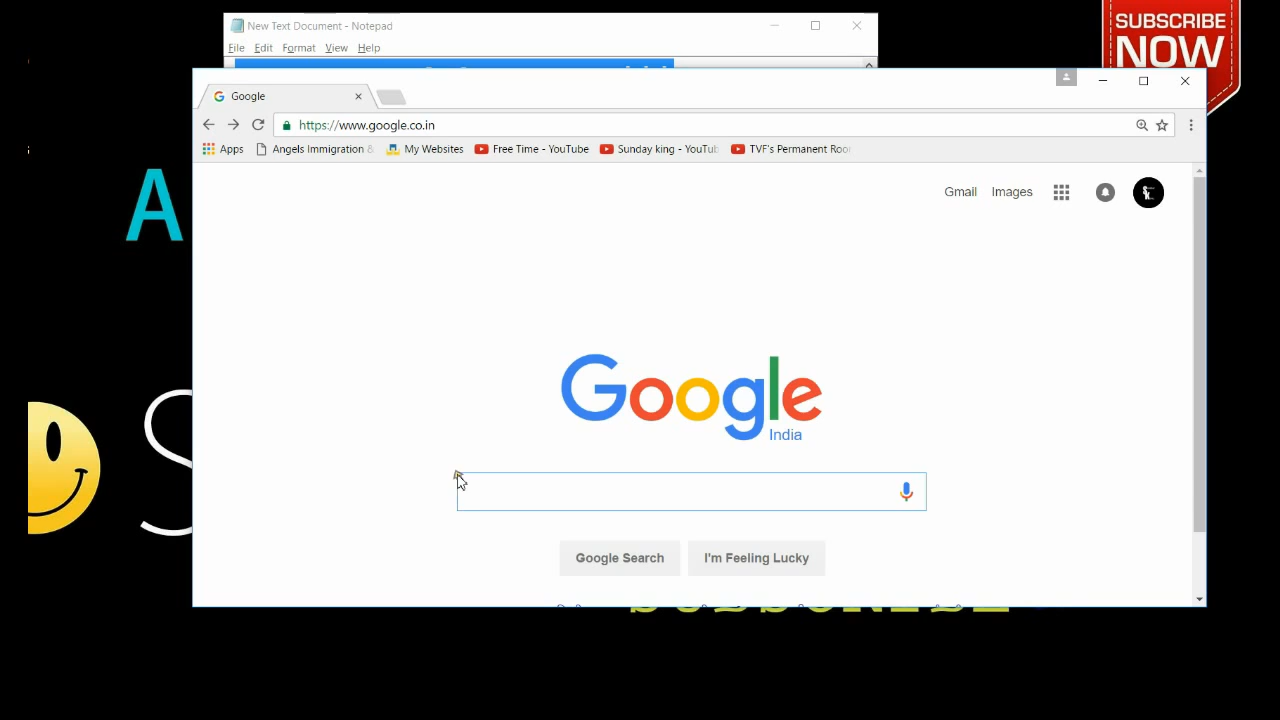 New Text Document - Notepad
SUBSCRIBE
NOW
File Edit Format View Help
Google
https://www.google.co.in
Apps Angels Immigration & My Websites Free Time - YouTube Sunday king - YouTub TVF's Permanent Roo
Gmail Images
A
Google
India
S
Google Search I'm Feeling Lucky